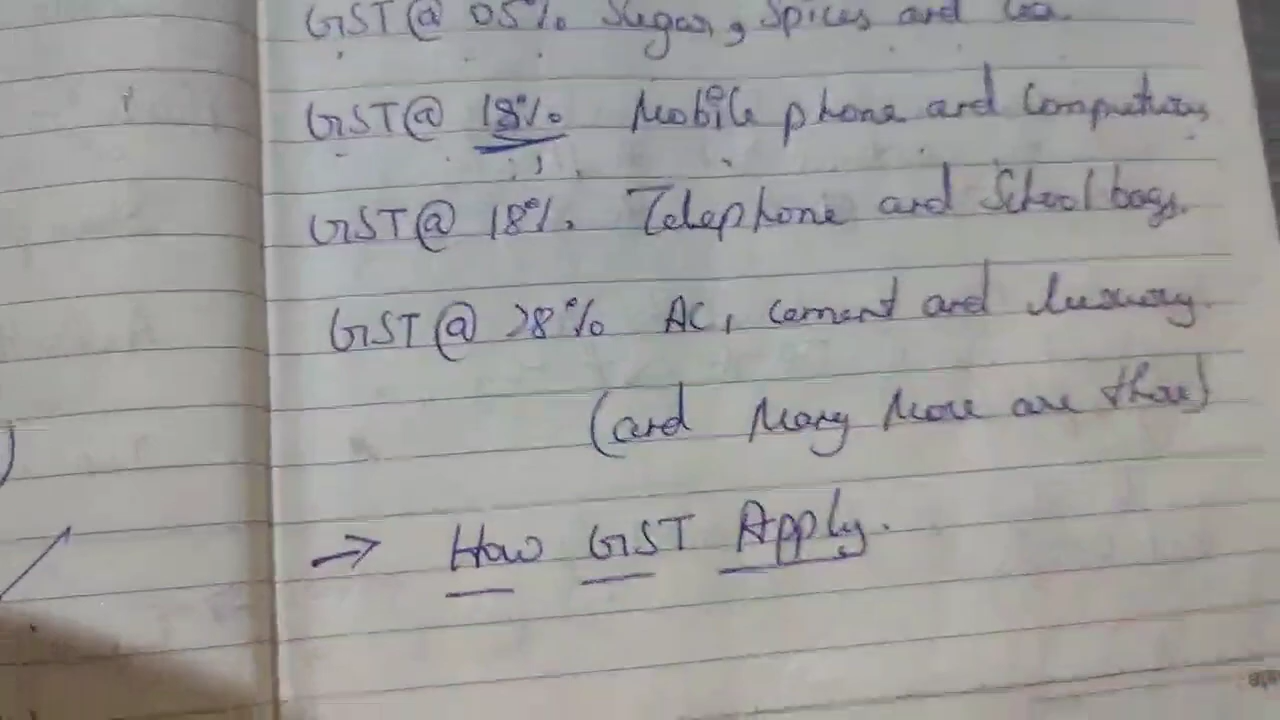 GST @ 05% Sugar, Spices and Tea
GST @ 18% Mobile phone and Computers
GST @ 18%. Telephone and School bags.
GST @ 28% AC, cement and luxury.
(and Many More are there)
→ How GST Apply.